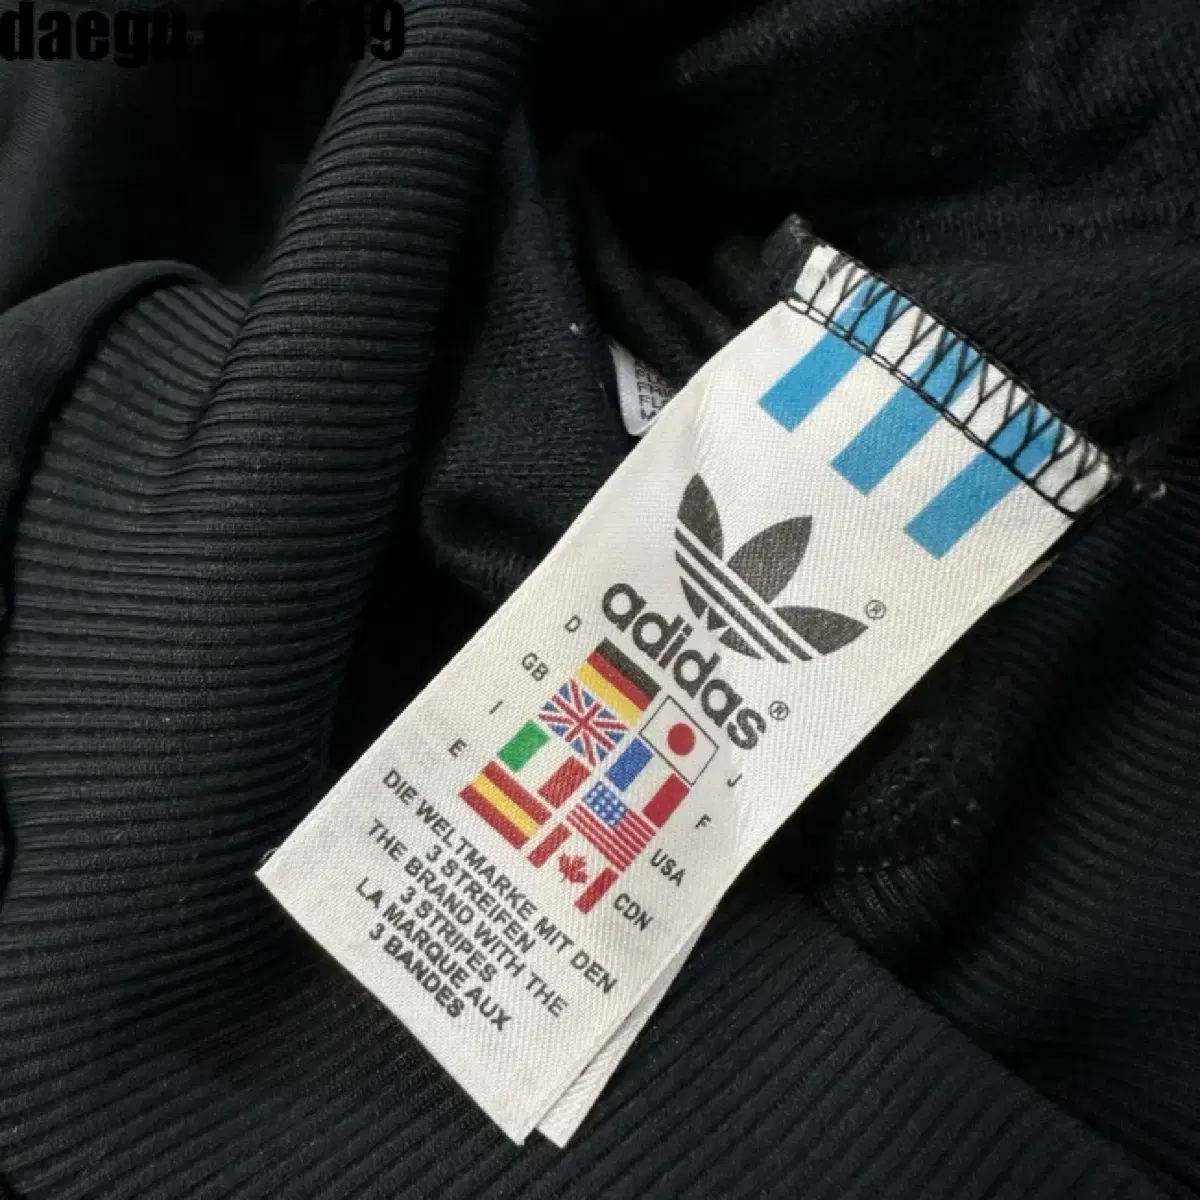 adidas
D
GB
I
E
J
F
USA
CDN
DIE WELTMARKE MIT DEN
3 STREIFEN
THE BRAND WITH THE
3 STRIPES
LA MARQUE AUX
3 BANDES